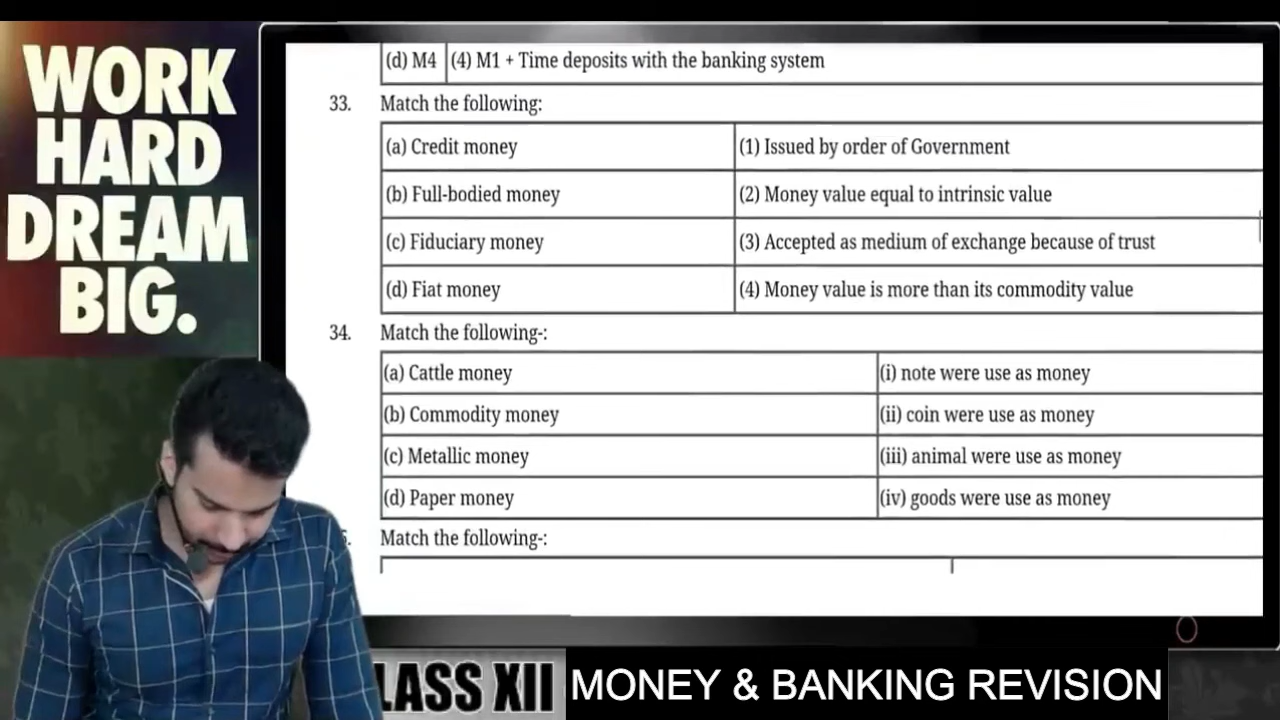 WORK
HARD
DREAM
BIG.
(d) M4 (4) M1 + Time deposits with the banking system
33. Match the following:
(a) Credit money (1) Issued by order of Government
(b) Full-bodied money (2) Money value equal to intrinsic value
(c) Fiduciary money (3) Accepted as medium of exchange because of trust
(d) Fiat money (4) Money value is more than its commodity value
34. Match the following-:
(a) Cattle money (i) note were use as money
(b) Commodity money (ii) coin were use as money
(c) Metallic money (iii) animal were use as money
(d) Paper money (iv) goods were use as money
Match the following-:
LASS XII MONEY & BANKING REVISION